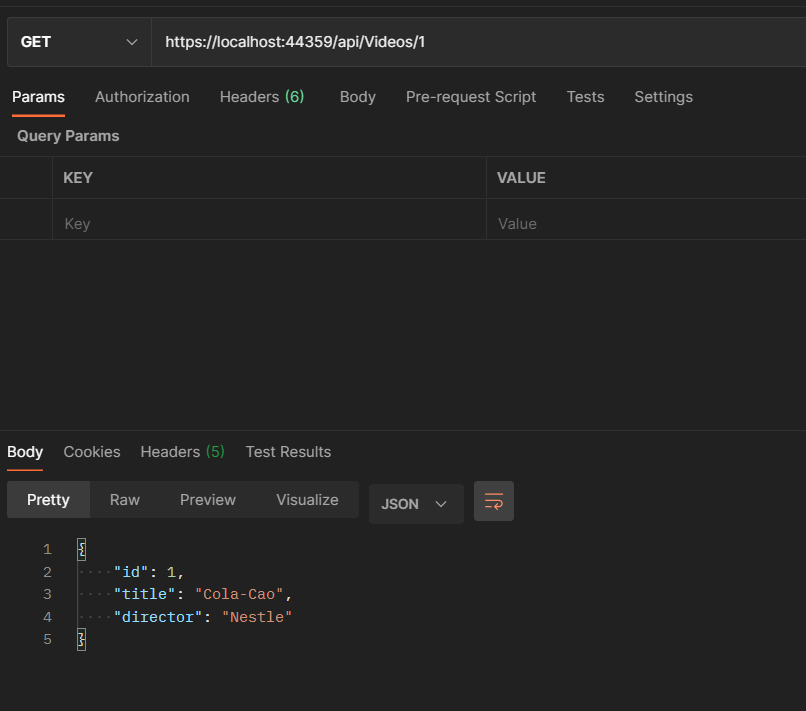 GET https://localhost:44359/api/Videos/1
Params Authorization Headers (6) Body Pre-request Script Tests Settings
Query Params
KEY VALUE
Key Value
Body Cookies Headers (5) Test Results
Pretty Raw Preview Visualize JSON
1 {
2 "id": 1,
3 "title": "Cola-Cao",
4 "director": "Nestle"
5 }